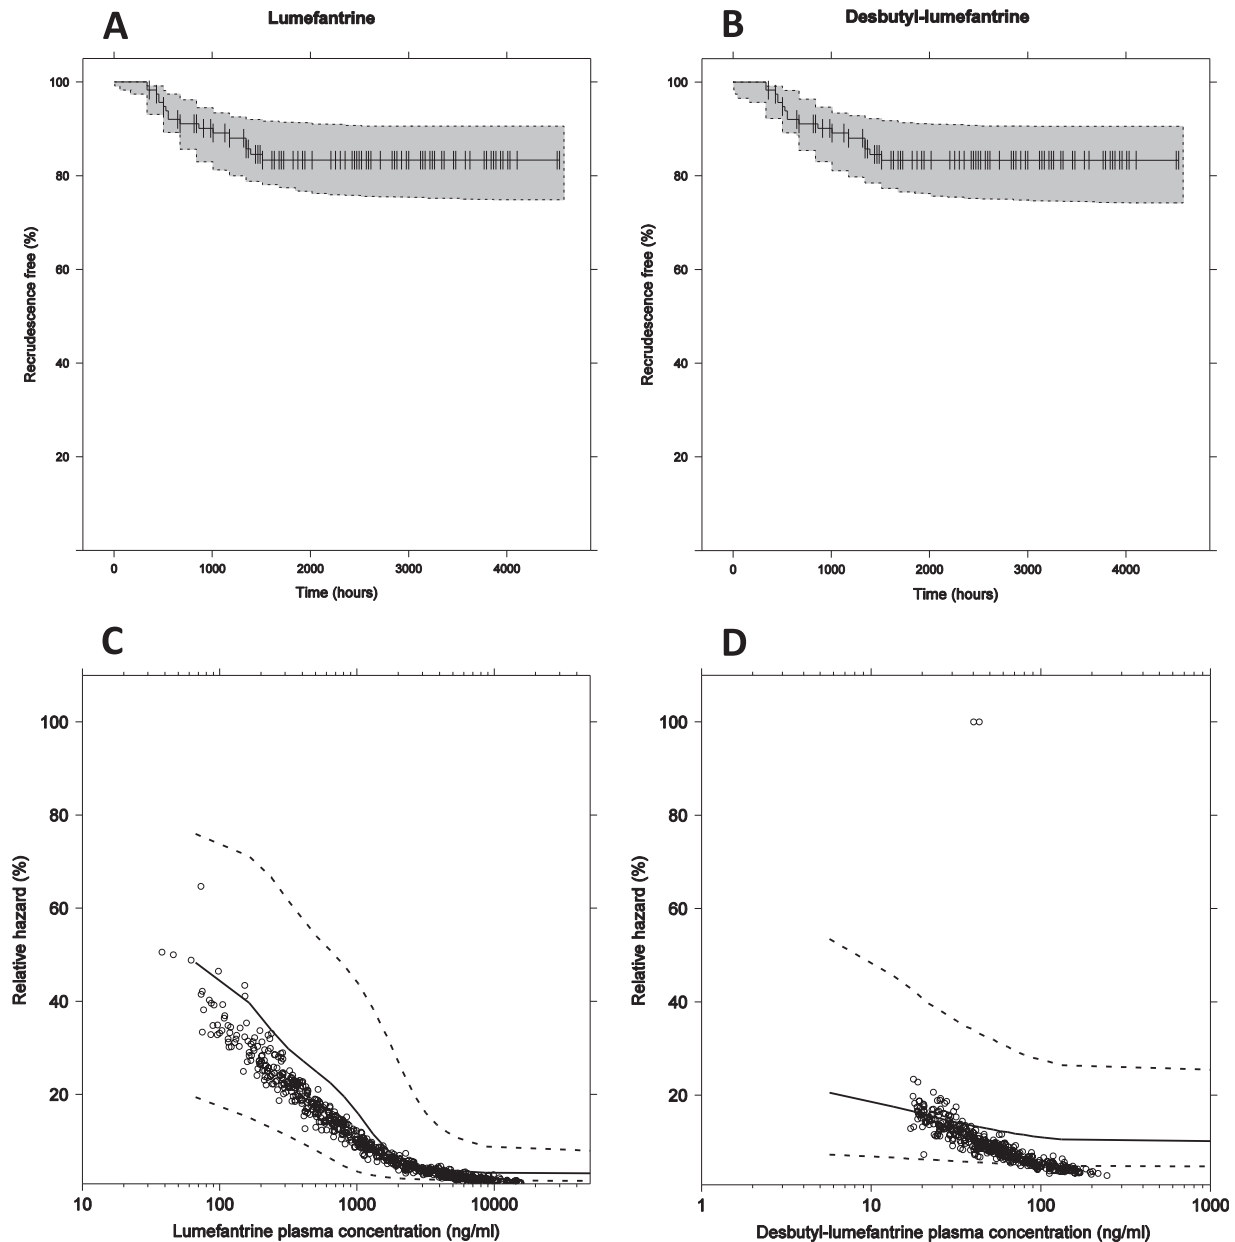 A
Lumefantrine
100
80
60
40
20
Recrudescence free (%)
0
1000
2000
3000
4000
Time (hours)
B
Desbutyl-lumefantrine
100
80
60
40
20
Recrudescence free (%)
0
1000
2000
3000
4000
Time (hours)
C
100
80
60
40
20
Relative hazard (%)
10
100
1000
10000
Lumefantrine plasma concentration (ng/ml)
D
100
80
60
40
20
Relative hazard (%)
1
10
100
1000
Desbutyl-lumefantrine plasma concentration (ng/ml)